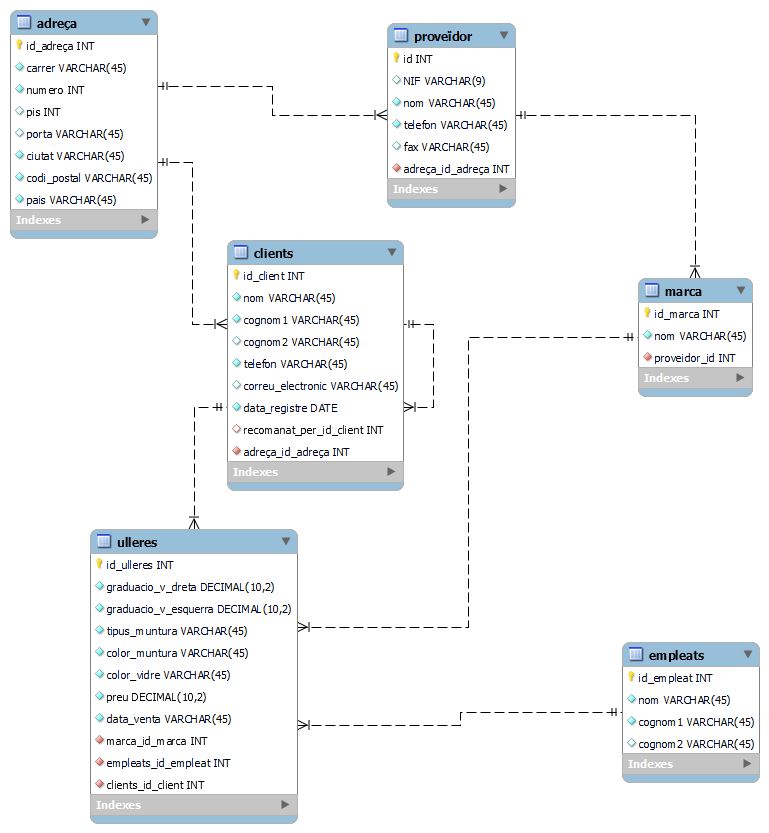 adreça
id_adreça INT
carrer VARCHAR(45)
numero INT
pis INT
porta VARCHAR(45)
ciutat VARCHAR(45)
codi_postal VARCHAR(45)
pais VARCHAR(45)
Indexes
proveïdor
id INT
NIF VARCHAR(9)
nom VARCHAR(45)
telefon VARCHAR(45)
fax VARCHAR(45)
adreça_id_adreça INT
Indexes
clients
id_client INT
nom VARCHAR(45)
cognom1 VARCHAR(45)
cognom2 VARCHAR(45)
telefon VARCHAR(45)
correu_electronic VARCHAR(45)
data_registre DATE
recomanat_per_id_client INT
adreça_id_adreça INT
Indexes
marca
id_marca INT
nom VARCHAR(45)
proveidor_id INT
Indexes
ulleres
id_ulleres INT
graduacio_v_dreta DECIMAL(10,2)
graduacio_v_esquerra DECIMAL(10,2)
tipus_muntura VARCHAR(45)
color_muntura VARCHAR(45)
color_vidre VARCHAR(45)
preu DECIMAL(10,2)
data_venta VARCHAR(45)
marca_id_marca INT
empleats_id_empleat INT
clients_id_client INT
Indexes
empleats
id_empleat INT
nom VARCHAR(45)
cognom1 VARCHAR(45)
cognom2 VARCHAR(45)
Indexes